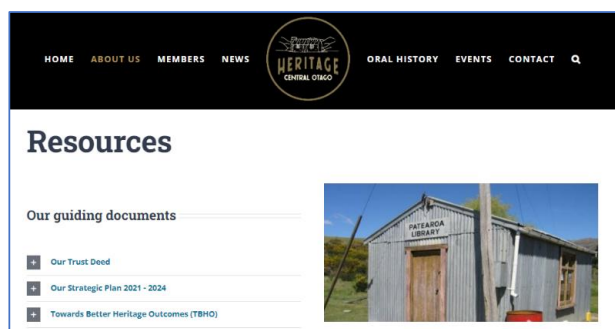 HOME ABOUT US MEMBERS NEWS
HERITAGE
CENTRAL OTAGO
ORAL HISTORY EVENTS CONTACT
Resources
Our guiding documents
+ Our Trust Deed
+ Our Strategic Plan 2021 - 2024
+ Towards Better Heritage Outcomes (TBHO)
PATEAROA
LIBRARY